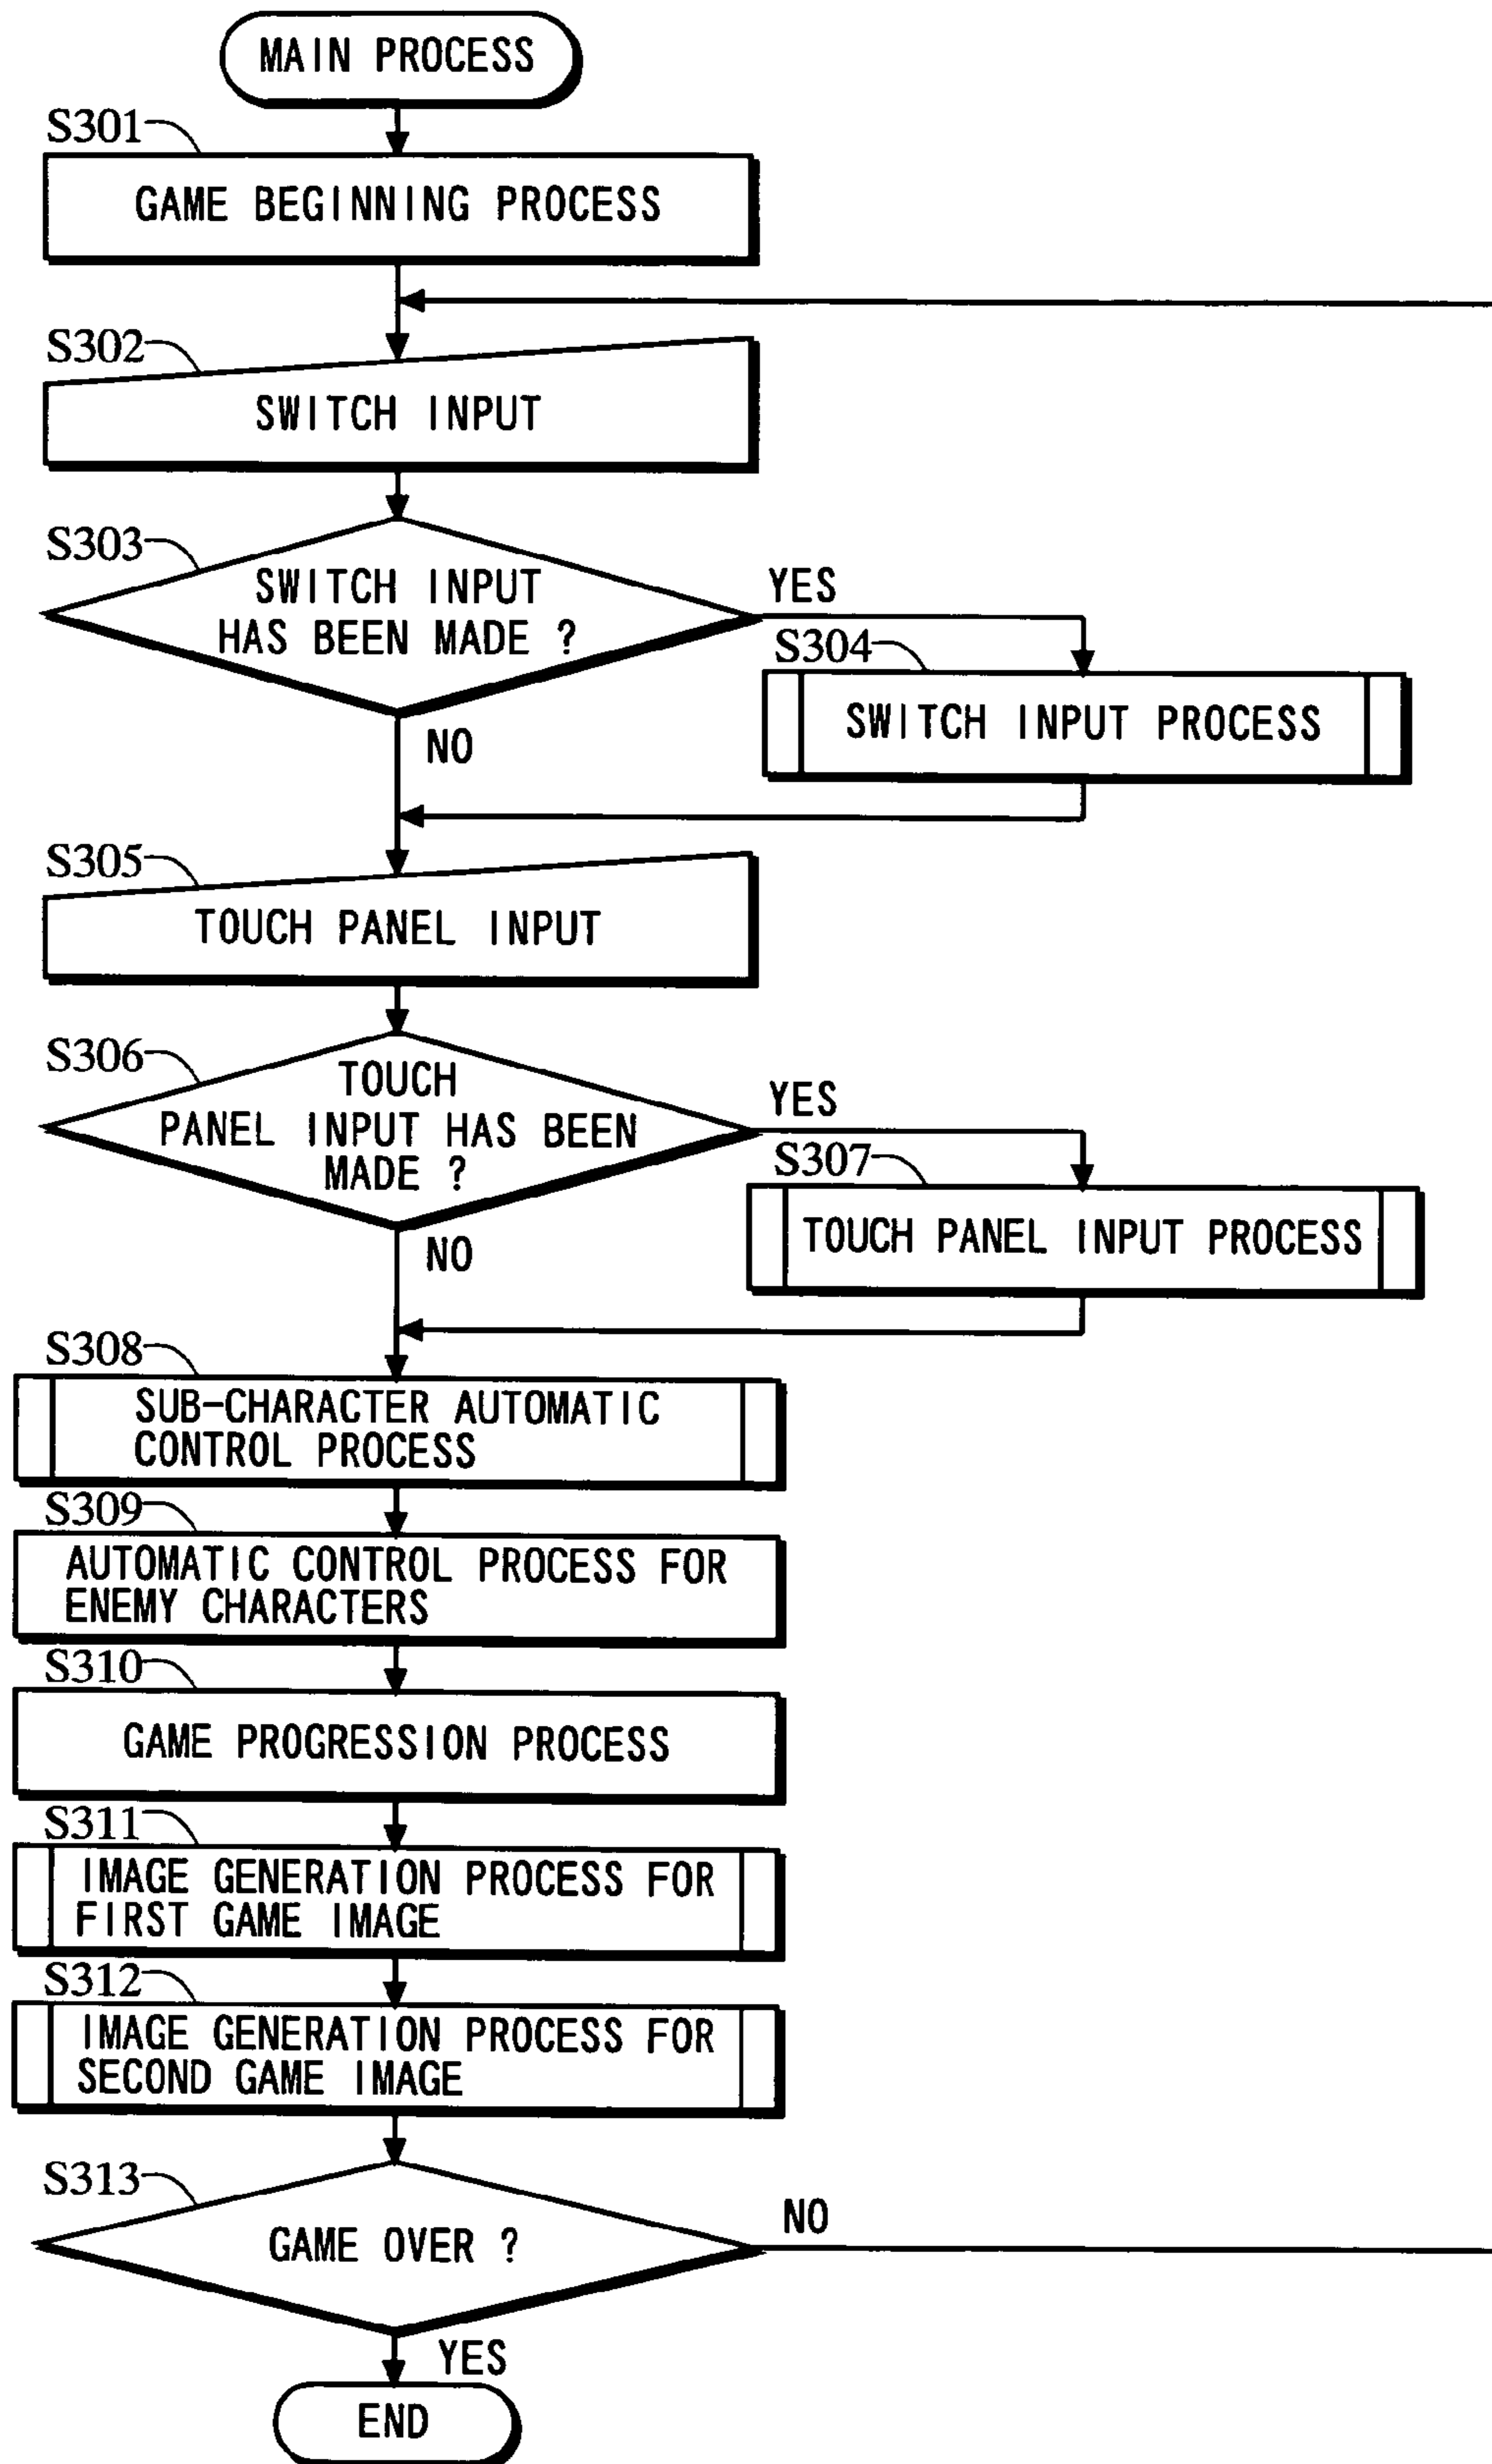 MAIN PROCESS
S301
GAME BEGINNING PROCESS
S302
SWITCH INPUT
S303
SWITCH INPUT
HAS BEEN MADE ?
YES
S304
SWITCH INPUT PROCESS
NO
S305
TOUCH PANEL INPUT
S306
TOUCH
PANEL INPUT HAS BEEN
MADE ?
YES
S307
TOUCH PANEL INPUT PROCESS
NO
S308
SUB-CHARACTER AUTOMATIC
CONTROL PROCESS
S309
AUTOMATIC CONTROL PROCESS FOR
ENEMY CHARACTERS
S310
GAME PROGRESSION PROCESS
S311
IMAGE GENERATION PROCESS FOR
FIRST GAME IMAGE
S312
IMAGE GENERATION PROCESS FOR
SECOND GAME IMAGE
S313
GAME OVER ?
NO
YES
END